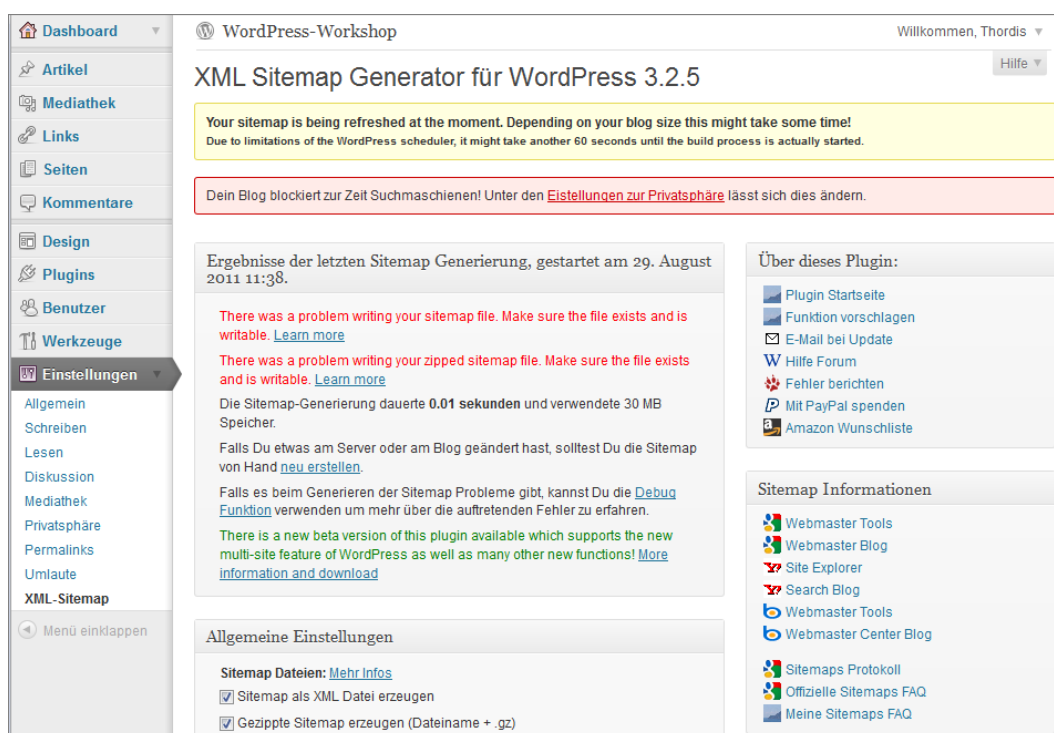 Dashboard
Artikel
Mediathek
Links
Seiten
Kommentare
Design
Plugins
Benutzer
Werkzeuge
Einstellungen
Allgemein
Schreiben
Lesen
Diskussion
Mediathek
Privatsphäre
Permalinks
Umlaute
XML-Sitemap
Menü einklappen
WordPress-Workshop
Willkommen, Thordis
Hilfe
XML Sitemap Generator für WordPress 3.2.5
Your sitemap is being refreshed at the moment. Depending on your blog size this might take some time!
Due to limitations of the WordPress scheduler, it might take another 60 seconds until the build process is actually started.
Dein Blog blockiert zur Zeit Suchmaschienen! Unter den Eistellungen zur Privatsphäre lässt sich dies ändern.
Ergebnisse der letzten Sitemap Generierung, gestartet am 29. August
2011 11:38.
There was a problem writing your sitemap file. Make sure the file exists and is
writable. Learn more
There was a problem writing your zipped sitemap file. Make sure the file exists
and is writable. Learn more
Die Sitemap-Generierung dauerte 0.01 sekunden und verwendete 30 MB
Speicher.
Falls Du etwas am Server oder am Blog geändert hast, solltest Du die Sitemap
von Hand neu erstellen.
Falls es beim Generieren der Sitemap Probleme gibt, kannst Du die Debug
Funktion verwenden um mehr über die auftretenden Fehler zu erfahren.
There is a new beta version of this plugin available which supports the new
multi-site feature of WordPress as well as many other new functions! More
information and download
Allgemeine Einstellungen
Sitemap Dateien: Mehr Infos
Sitemap als XML Datei erzeugen
Gezippte Sitemap erzeugen (Dateiname + .gz)
Über dieses Plugin:
Plugin Startseite
Funktion vorschlagen
E-Mail bei Update
Hilfe Forum
Fehler berichten
Mit PayPal spenden
Amazon Wunschliste
Sitemap Informationen
Webmaster Tools
Webmaster Blog
Site Explorer
Search Blog
Webmaster Tools
Webmaster Center Blog
Sitemaps Protokoll
Offizielle Sitemaps FAQ
Meine Sitemaps FAQ